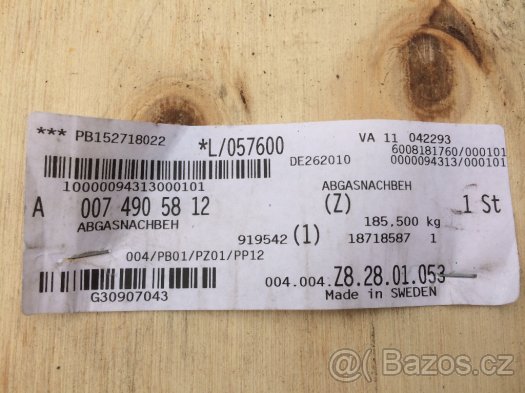 *** PB152718022 *L/057600 VA 11 042293
DE262010 6008181760/000101
0000094313/000101
10000094313000101
A 007 490 58 12 ABGASNACHBEH (Z) 1 St
ABGASNACHBEH 185,500 kg
919542 (1) 18718587 1
004/PB01/PZ01/PP12
004.004.Z8.28.01.053
G30907043 Made in SWEDEN
Bazos.cz